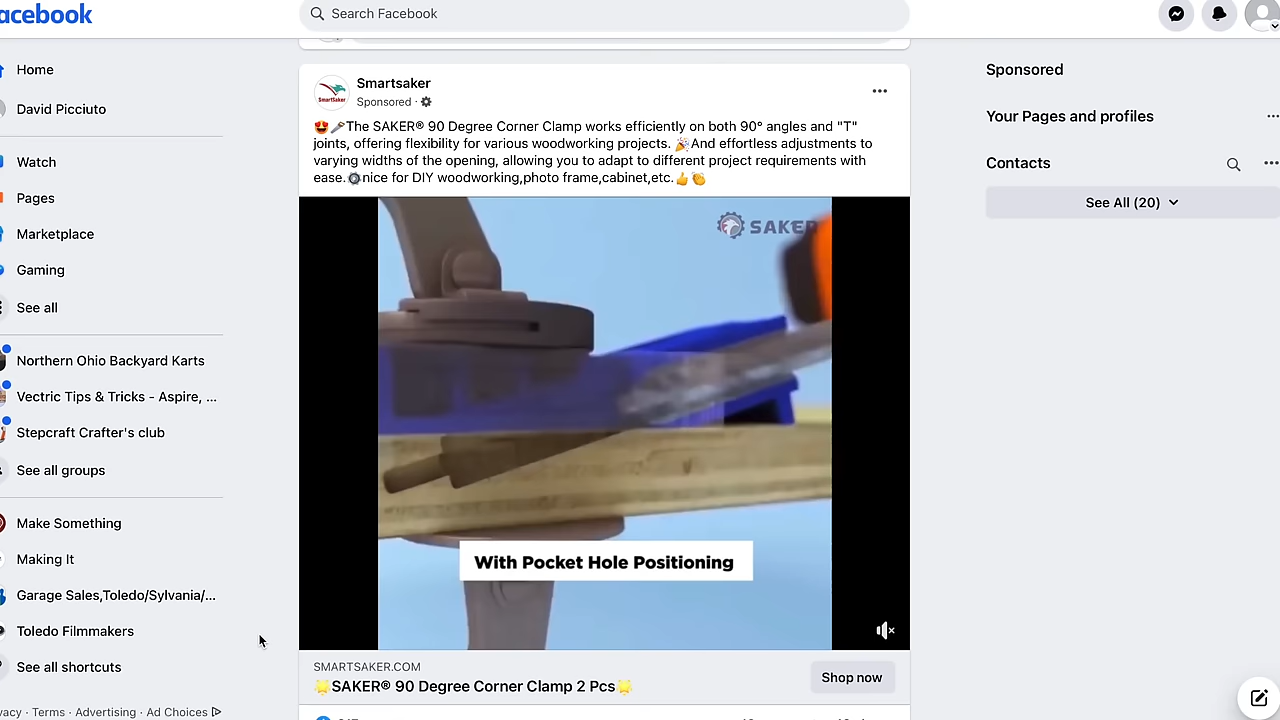 facebook
Search Facebook
Home
David Picciuto
Watch
Pages
Marketplace
Gaming
See all
Northern Ohio Backyard Karts
Vectric Tips & Tricks - Aspire, ...
Stepcraft Crafter's club
See all groups
Make Something
Making It
Garage Sales,Toledo/Sylvania/...
Toledo Filmmakers
See all shortcuts
vacy · Terms · Advertising · Ad Choices
SmartSaker
Smartsaker
Sponsored ·
😍🪚The SAKER® 90 Degree Corner Clamp works efficiently on both 90° angles and "T"
joints, offering flexibility for various woodworking projects. 🎉And effortless adjustments to
varying widths of the opening, allowing you to adapt to different project requirements with
ease.⚙️nice for DIY woodworking,photo frame,cabinet,etc.👍👏
SAKER
With Pocket Hole Positioning
SMARTSAKER.COM
🌟SAKER® 90 Degree Corner Clamp 2 Pcs🌟
Shop now
Sponsored
Your Pages and profiles
Contacts
See All (20)